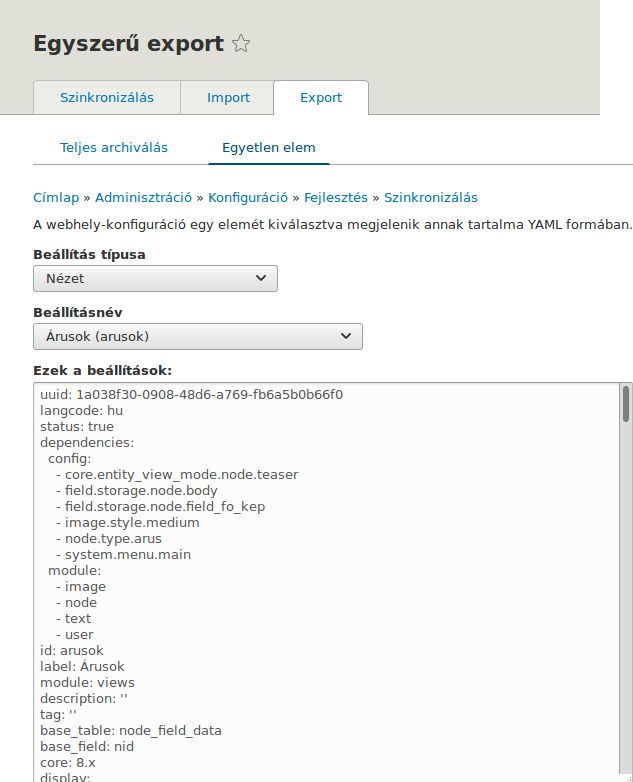 Egyszerű export
Szinkronizálás Import Export
Teljes archiválás Egyetlen elem
Címlap » Adminisztráció » Konfiguráció » Fejlesztés » Szinkronizálás
A webhely-konfiguráció egy elemét kiválasztva megjelenik annak tartalma YAML formában.
Beállítás típusa
Nézet
Beállításnév
Árusok (arusok)
Ezek a beállítások:
uuid: 1a038f30-0908-48d6-a769-fb6a5b0b66f0
langcode: hu
status: true
dependencies:
  config:
    - core.entity_view_mode.node.teaser
    - field.storage.node.body
    - field.storage.node.field_fo_kep
    - image.style.medium
    - node.type.arus
    - system.menu.main
  module:
    - image
    - node
    - text
    - user
id: arusok
label: Árusok
module: views
description: ''
tag: ''
base_table: node_field_data
base_field: nid
core: 8.x
display: